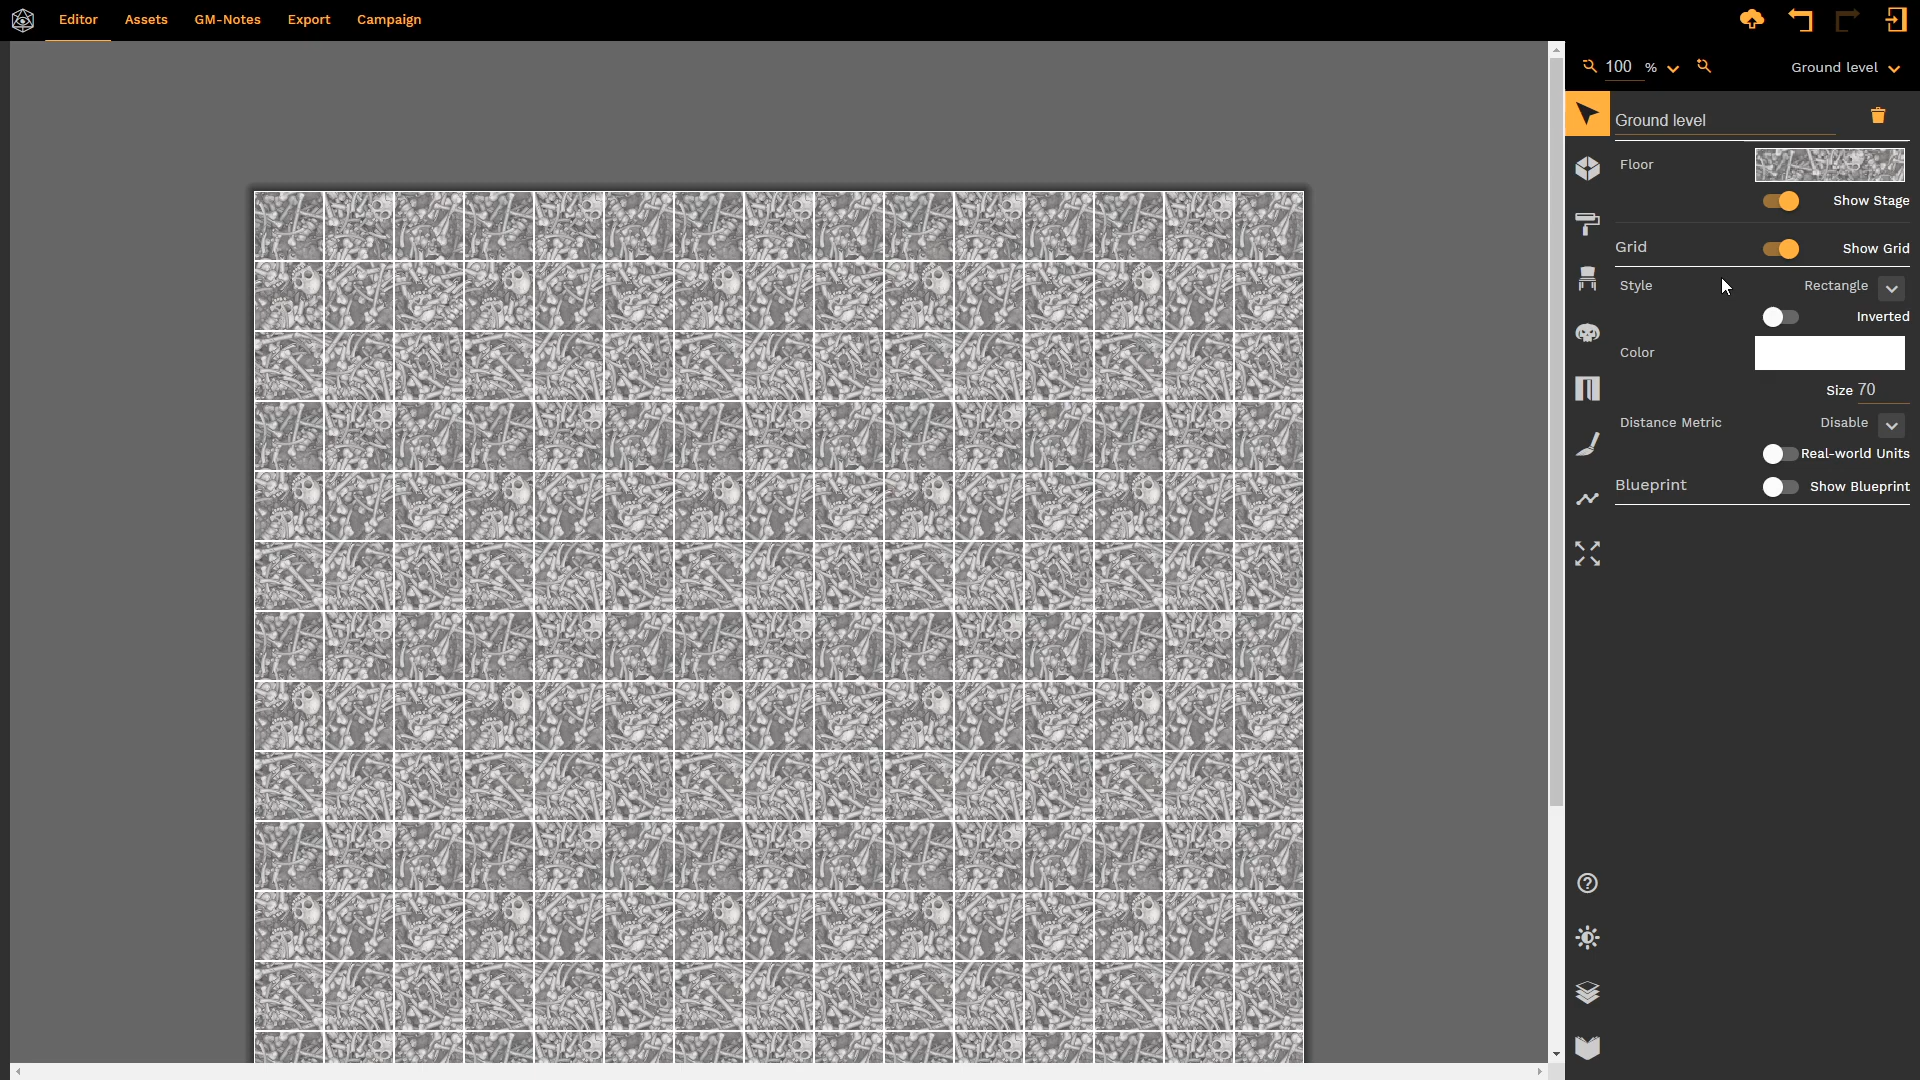 Editor Assets GM-Notes Export Campaign
100 % Ground level
Ground level
Floor
Show Stage
Grid Show Grid
Style Rectangle
Inverted
Color
Size 70
Distance Metric Disable
Real-world Units
Blueprint Show Blueprint